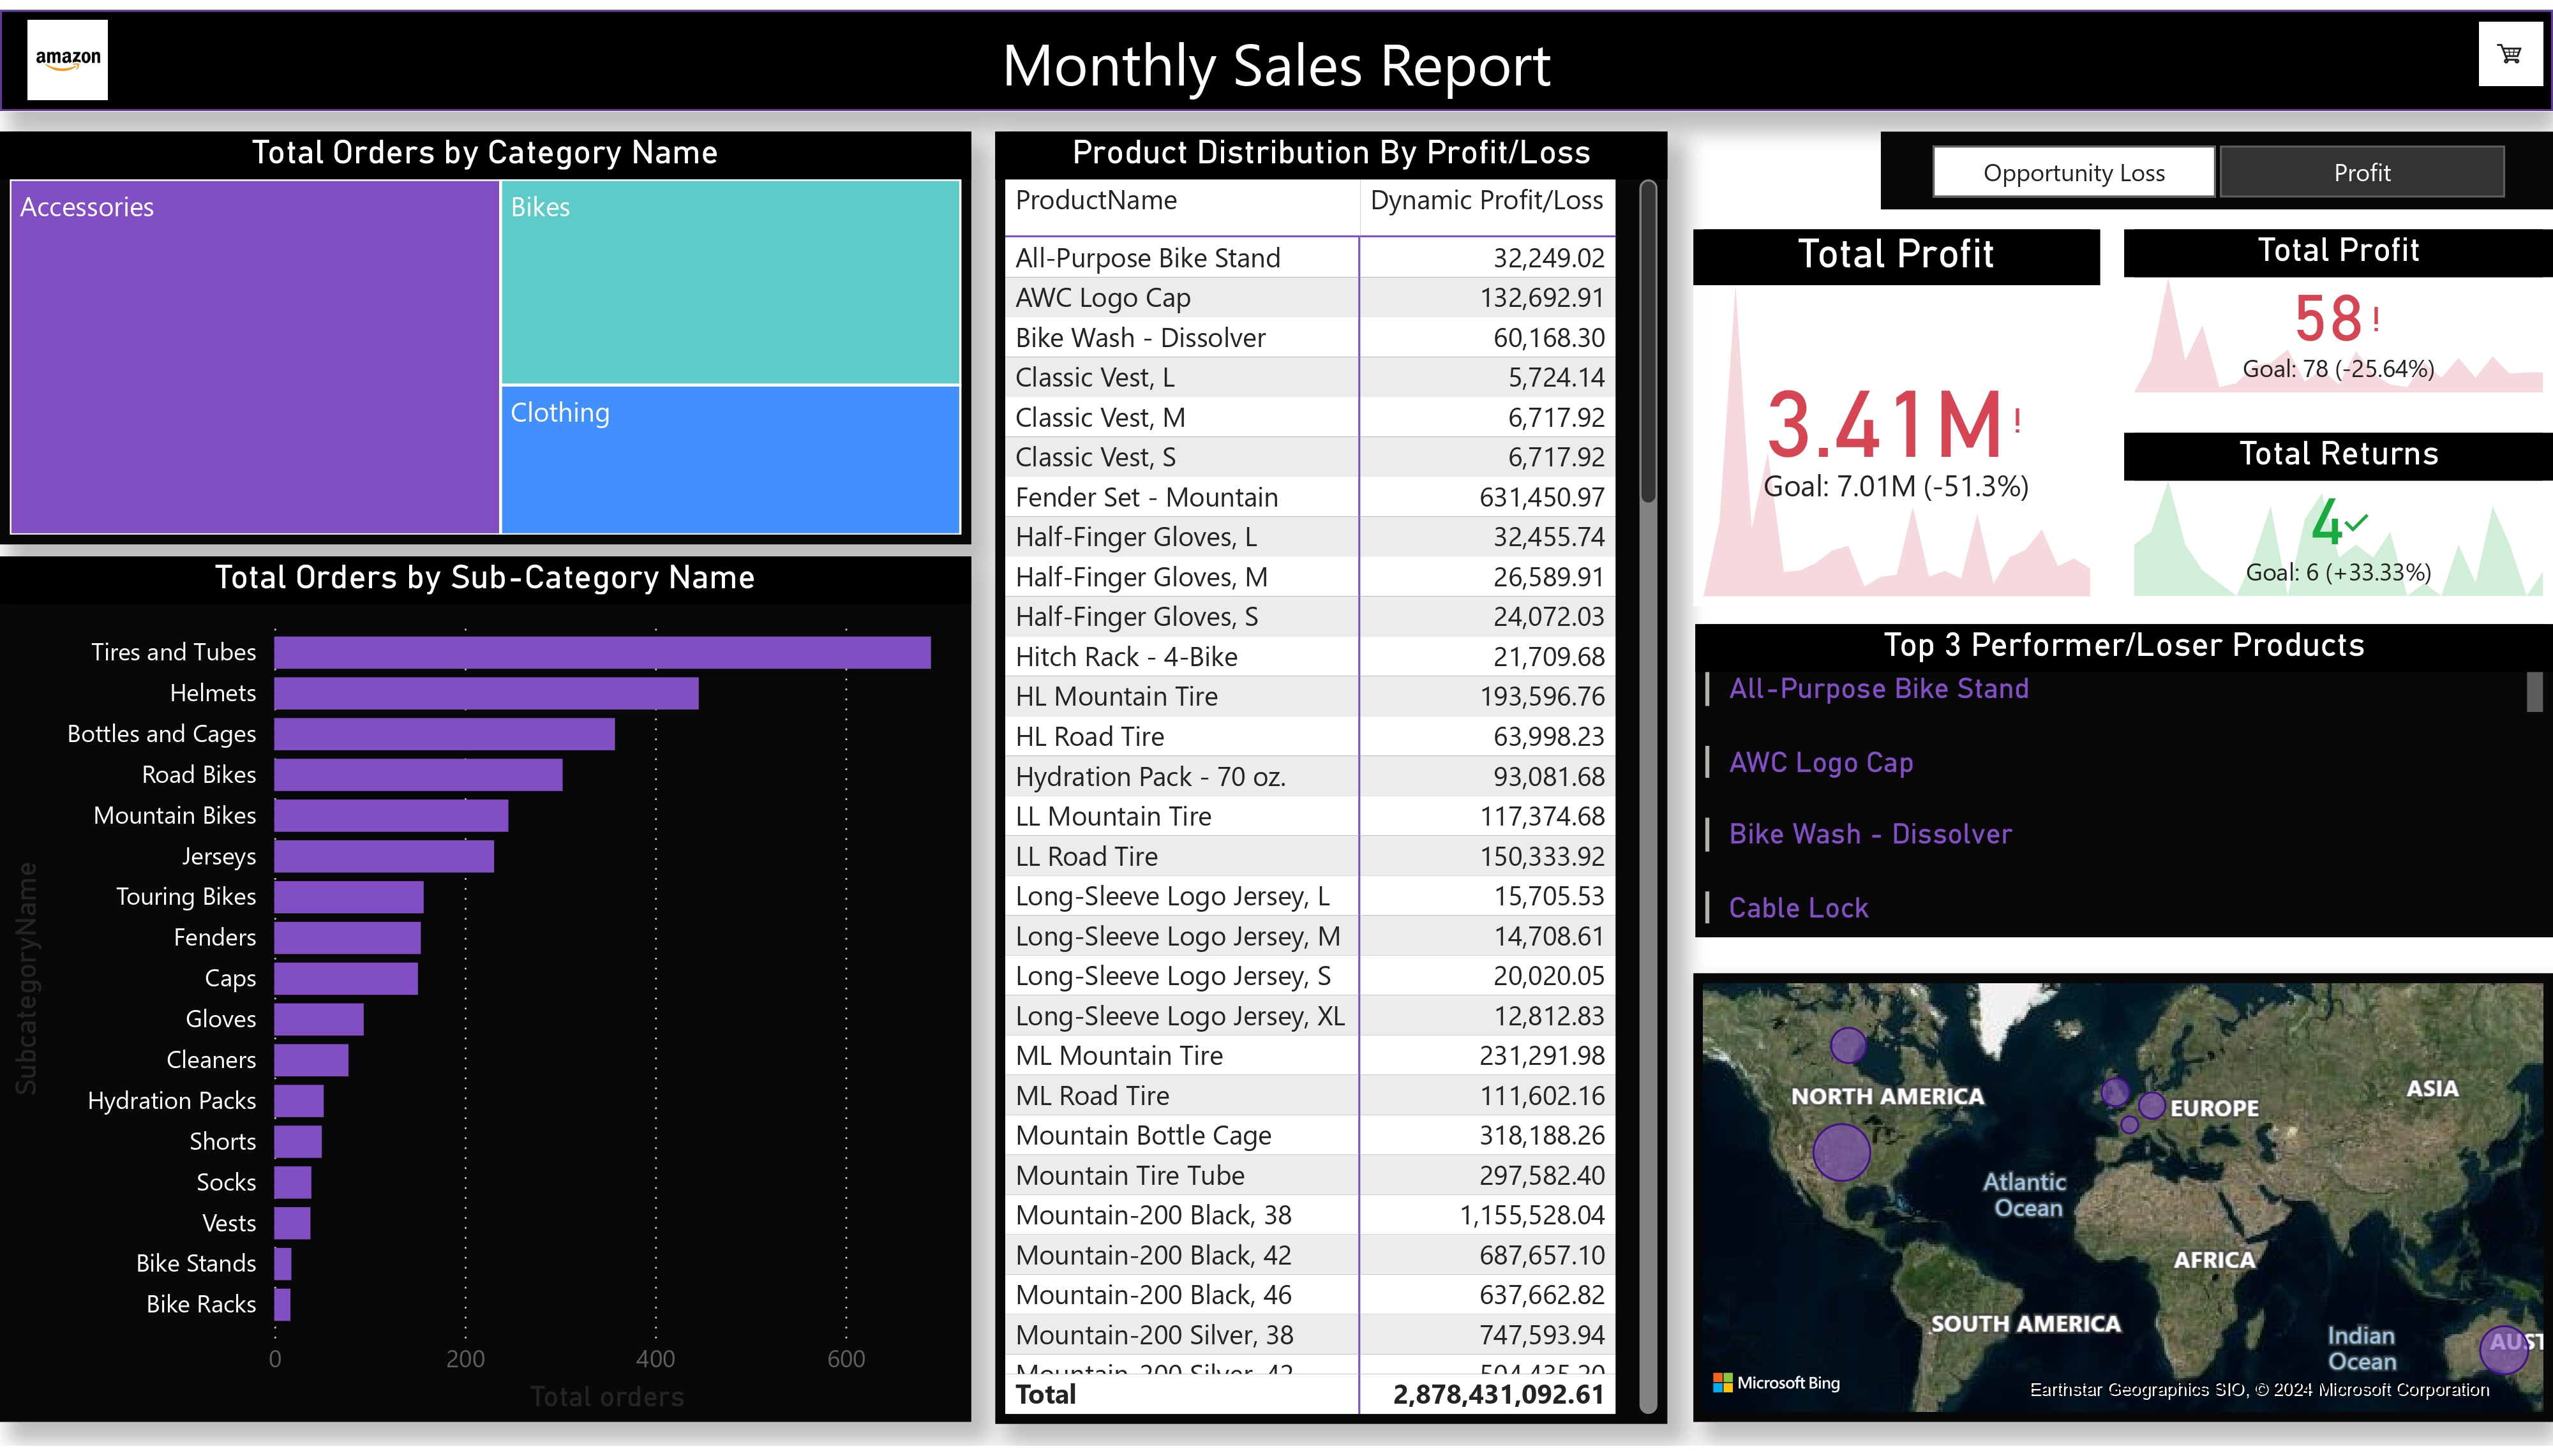 amazon
Monthly Sales Report
Total Orders by Category Name
Accessories
Bikes
Clothing
Total Orders by Sub-Category Name
SubcategoryName
Tires and Tubes
Helmets
Bottles and Cages
Road Bikes
Mountain Bikes
Jerseys
Touring Bikes
Fenders
Caps
Gloves
Cleaners
Hydration Packs
Shorts
Socks
Vests
Bike Stands
Bike Racks
0 200 400 600
Total orders
Product Distribution By Profit/Loss
ProductName Dynamic Profit/Loss
All-Purpose Bike Stand 32,249.02
AWC Logo Cap 132,692.91
Bike Wash - Dissolver 60,168.30
Classic Vest, L 5,724.14
Classic Vest, M 6,717.92
Classic Vest, S 6,717.92
Fender Set - Mountain 631,450.97
Half-Finger Gloves, L 32,455.74
Half-Finger Gloves, M 26,589.91
Half-Finger Gloves, S 24,072.03
Hitch Rack - 4-Bike 21,709.68
HL Mountain Tire 193,596.76
HL Road Tire 63,998.23
Hydration Pack - 70 oz. 93,081.68
LL Mountain Tire 117,374.68
LL Road Tire 150,333.92
Long-Sleeve Logo Jersey, L 15,705.53
Long-Sleeve Logo Jersey, M 14,708.61
Long-Sleeve Logo Jersey, S 20,020.05
Long-Sleeve Logo Jersey, XL 12,812.83
ML Mountain Tire 231,291.98
ML Road Tire 111,602.16
Mountain Bottle Cage 318,188.26
Mountain Tire Tube 297,582.40
Mountain-200 Black, 38 1,155,528.04
Mountain-200 Black, 42 687,657.10
Mountain-200 Black, 46 637,662.82
Mountain-200 Silver, 38 747,593.94
Mountain-200 Silver, 42 504,435.20
Total 2,878,431,092.61
Opportunity Loss
Profit
Total Profit
3.41M!
Goal: 7.01M (-51.3%)
Total Profit
58!
Goal: 78 (-25.64%)
Total Returns
4
Goal: 6 (+33.33%)
Top 3 Performer/Loser Products
All-Purpose Bike Stand
AWC Logo Cap
Bike Wash - Dissolver
Cable Lock
NORTH AMERICA
EUROPE
ASIA
Atlantic
Ocean
AFRICA
SOUTH AMERICA
Indian
Ocean
AUST
Microsoft Bing
Earthstar Geographics SIO, © 2024 Microsoft Corporation